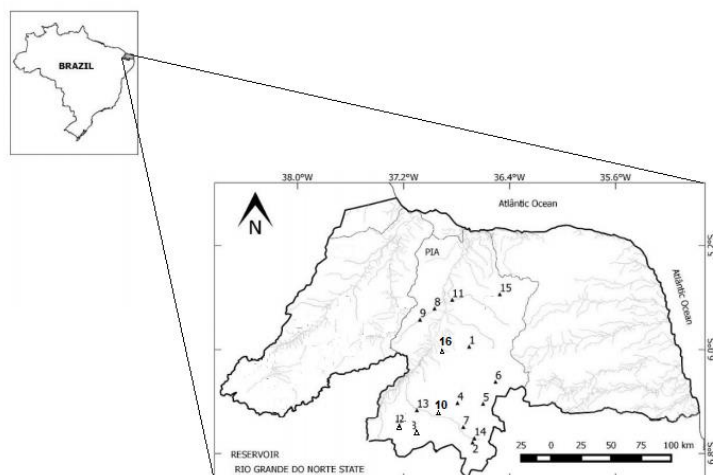 BRAZIL
38.0°W 37.2°W 36.4°W 35.6°W
Atlântic Ocean
N
PIA
Atlântic Ocean
15
11
8
9
1
16
6
4
5
13
10
12
3
7
14
2
25 0 25 50 75 100 km
RESERVOIR
RIO GRANDE DO NORTE STATE